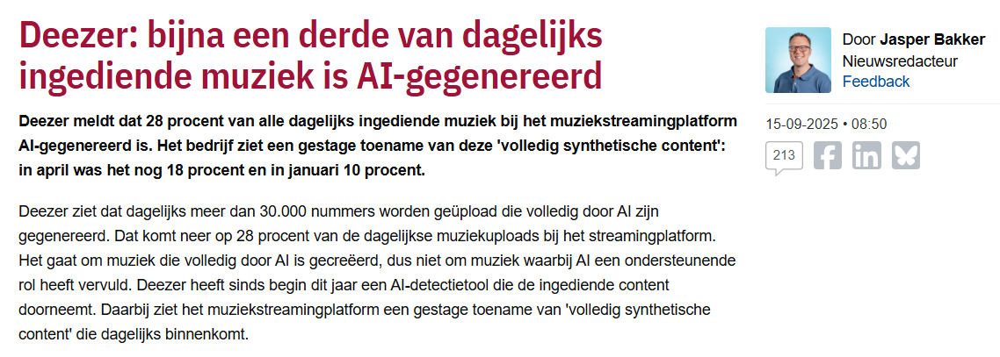 Deezer: bijna een derde van dagelijks
ingediende muziek is AI-gegenereerd
Deezer meldt dat 28 procent van alle dagelijks ingediende muziek bij het muziekstreamingplatform
AI-gegenereerd is. Het bedrijf ziet een gestage toename van deze 'volledig synthetische content':
in april was het nog 18 procent en in januari 10 procent.
Deezer ziet dat dagelijks meer dan 30.000 nummers worden geüpload die volledig door AI zijn
gegenereerd. Dat komt neer op 28 procent van de dagelijkse muziekuploads bij het streamingplatform.
Het gaat om muziek die volledig door AI is gecreëerd, dus niet om muziek waarbij AI een ondersteunende
rol heeft vervuld. Deezer heeft sinds begin dit jaar een AI-detectietool die de ingediende content
doorneemt. Daarbij ziet het muziekstreamingplatform een gestage toename van 'volledig synthetische
content' die dagelijks binnenkomt.
Door Jasper Bakker
Nieuwsredacteur
Feedback
15-09-2025 • 08:50
213